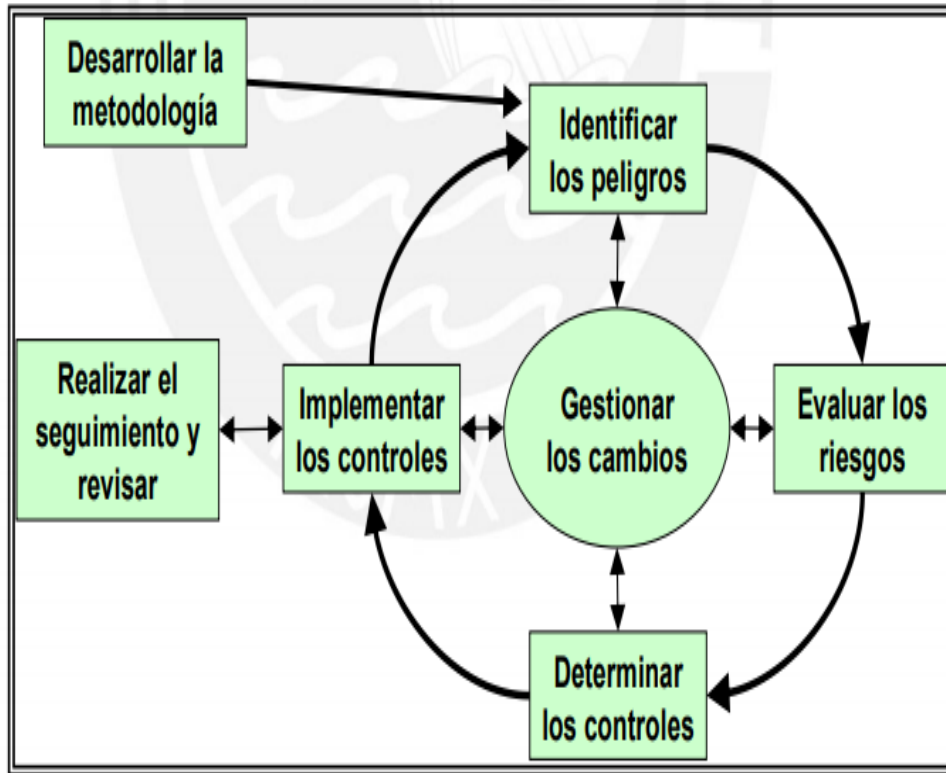 Desarrollar la
metodología
Identificar
los peligros
Realizar el
seguimiento y
revisar
Implementar
los controles
Gestionar
los cambios
Evaluar los
riesgos
Determinar
los controles